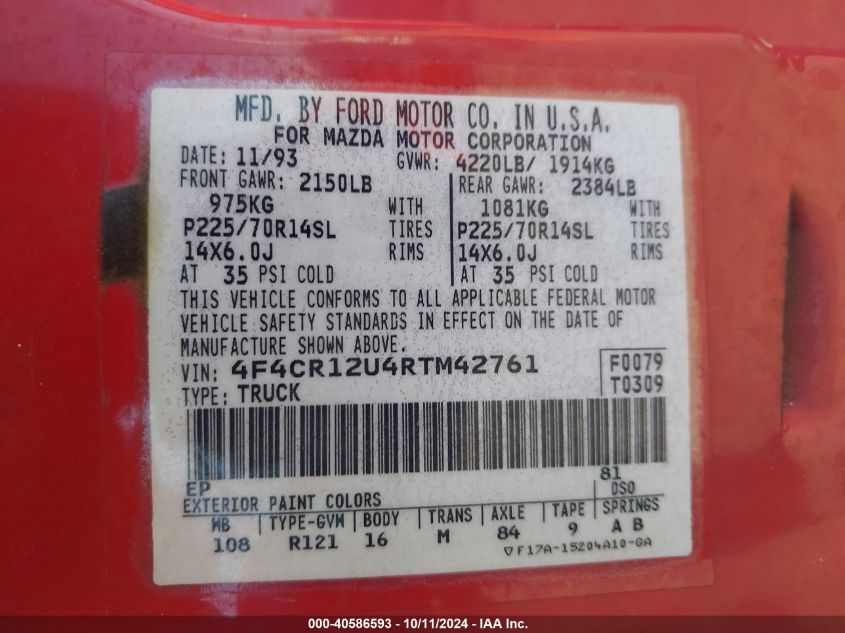 MFD. BY FORD MOTOR CO. IN U.S.A.
FOR MAZDA MOTOR CORPORATION
DATE: 11/93 GVWR: 4220LB/ 1914KG
FRONT GAWR: 2150LB REAR GAWR: 2384LB
975KG WITH 1081KG WITH
P225/70R14SL TIRES P225/70R14SL TIRES
14X6.0J RIMS 14X6.0J RIMS
AT 35 PSI COLD AT 35 PSI COLD
THIS VEHICLE CONFORMS TO ALL APPLICABLE FEDERAL MOTOR
VEHICLE SAFETY STANDARDS IN EFFECT ON THE DATE OF
MANUFACTURE SHOWN ABOVE.
VIN: 4F4CR12U4RTM42761 F0079
TYPE: TRUCK T0309
EP 81
EXTERIOR PAINT COLORS DSO
WB TYPE-GVM BODY TRANS AXLE TAPE SPRINGS
108 R121 16 M 84 9 A B
F17A-15204A10-GA
000-40586593 - 10/11/2024 - IAA Inc.